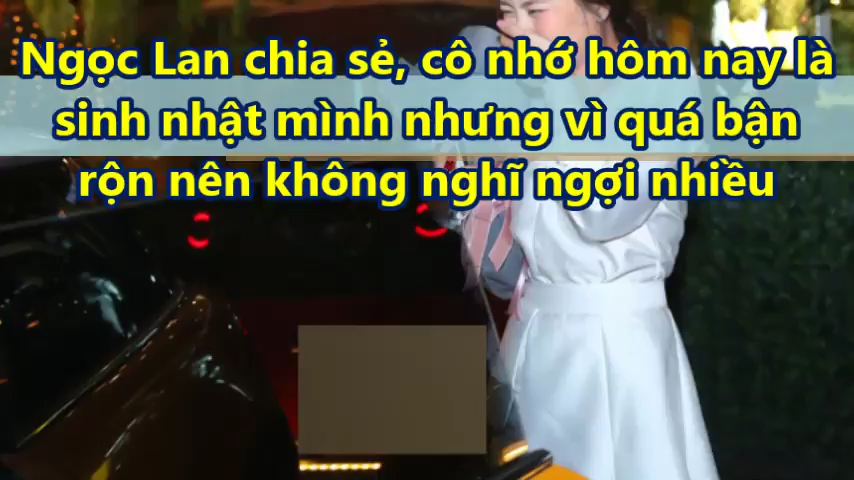 Ngọc Lan chia sẻ, cô nhớ hôm nay là
sinh nhật mình nhưng vì quá bận
rộn nên không nghĩ ngợi nhiều